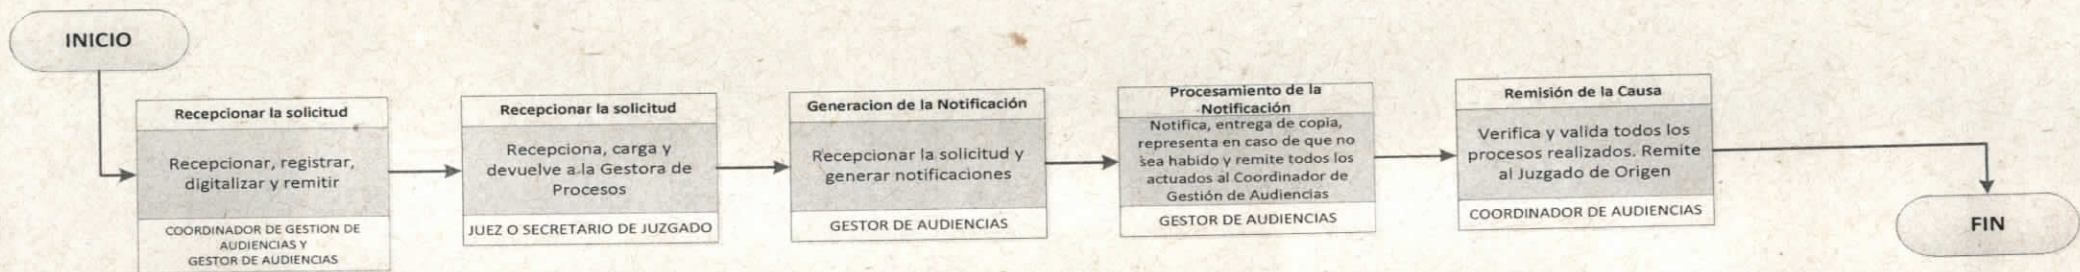 INICIO
Recepcionar la solicitud
Recepcionar, registrar,
digitalizar y remitir
COORDINADOR DE GESTION DE
AUDIENCIAS Y
GESTOR DE AUDIENCIAS
Recepcionar la solicitud
Recepciona, carga y
devuelve a la Gestora de
Procesos
JUEZ O SECRETARIO DE JUZGADO
Generacion de la Notificación
Recepcionar la solicitud y
generar notificaciones
GESTOR DE AUDIENCIAS
Procesamiento de la
Notificación
Notifica, entrega de copia,
representa en caso de que no
sea habido y remite todos los
actuados al Coordinador de
Gestión de Audiencias
GESTOR DE AUDIENCIAS
Remisión de la Causa
Verifica y valida todos los
procesos realizados. Remite
al Juzgado de Origen
COORDINADOR DE AUDIENCIAS
FIN